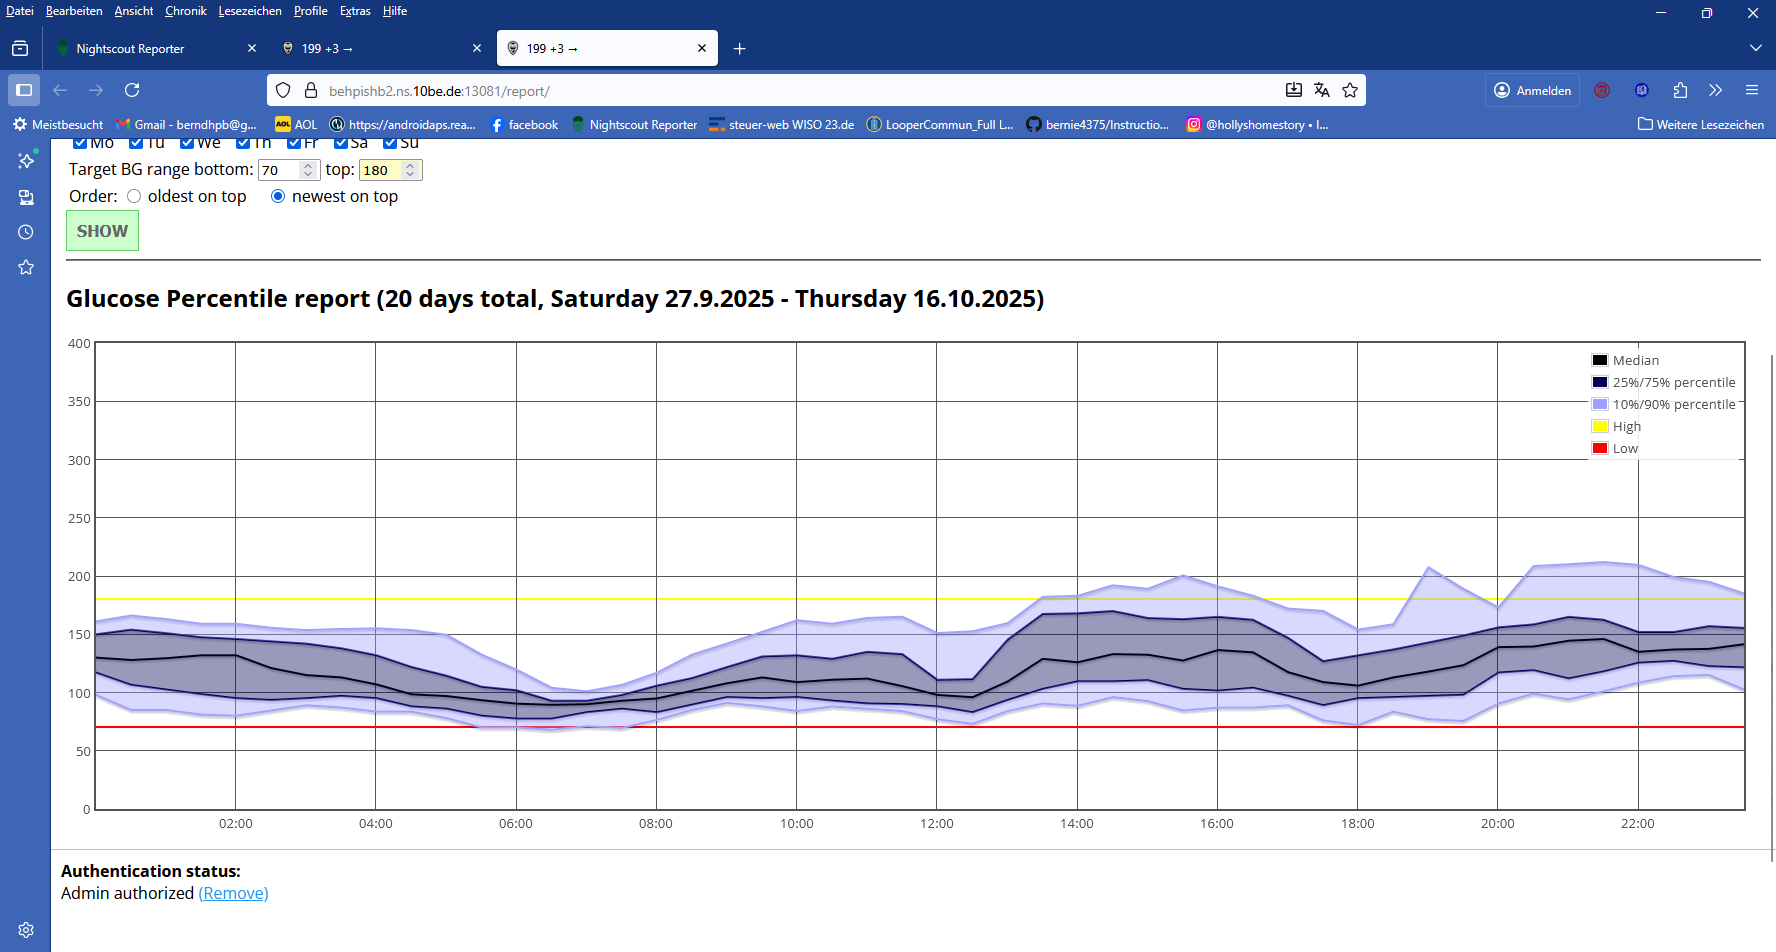 Datei Bearbeiten Ansicht Chronik Lesezeichen Profile Extras Hilfe
Nightscout Reporter 199 +3 → 199 +3 →
behpishb2.ns.10be.de:13081/report/ Anmelden
Meistbesucht Gmail - berndhpb@g... AOL AOL https://androidaps.rea... facebook Nightscout Reporter steuer-web WISO 23.de LooperCommun_Full L... bernie4375/Instructio... @hollyshomestory • I... Weitere Lesezeichen
Mo Tu We Th Fr Sa Su
Target BG range bottom: 70 top: 180
Order: oldest on top newest on top
SHOW
Glucose Percentile report (20 days total, Saturday 27.9.2025 - Thursday 16.10.2025)
400
350
300
250
200
150
100
50
0
Median
25%/75% percentile
10%/90% percentile
High
Low
02:00 04:00 06:00 08:00 10:00 12:00 14:00 16:00 18:00 20:00 22:00
Authentication status:
Admin authorized (Remove)